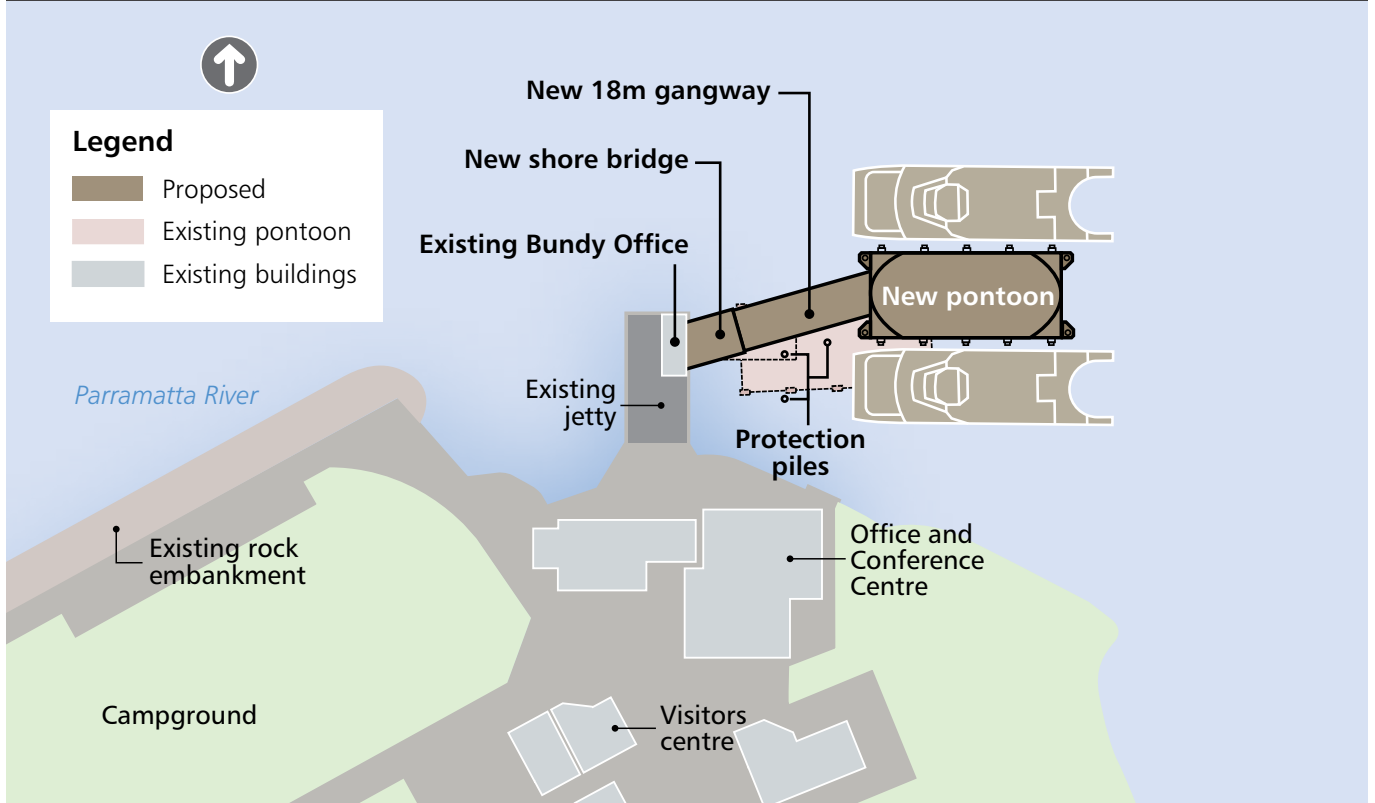 New 18m gangway
Legend
New shore bridge
Proposed
Existing pontoon
Existing Bundy Office
Existing buildings
New pontoon
Parramatta River
Existing
jetty
Protection
piles
Existing rock
embankment
Office and
Conference
Centre
Campground
Visitors
centre